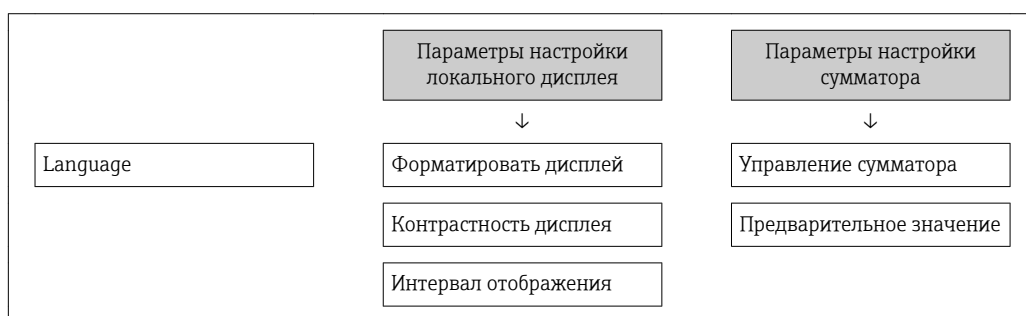 Параметры настройки
локального дисплея
Параметры настройки
сумматора
↓
↓
Language
Форматировать дисплей
Управление сумматора
Контрастность дисплея
Предварительное значение
Интервал отображения